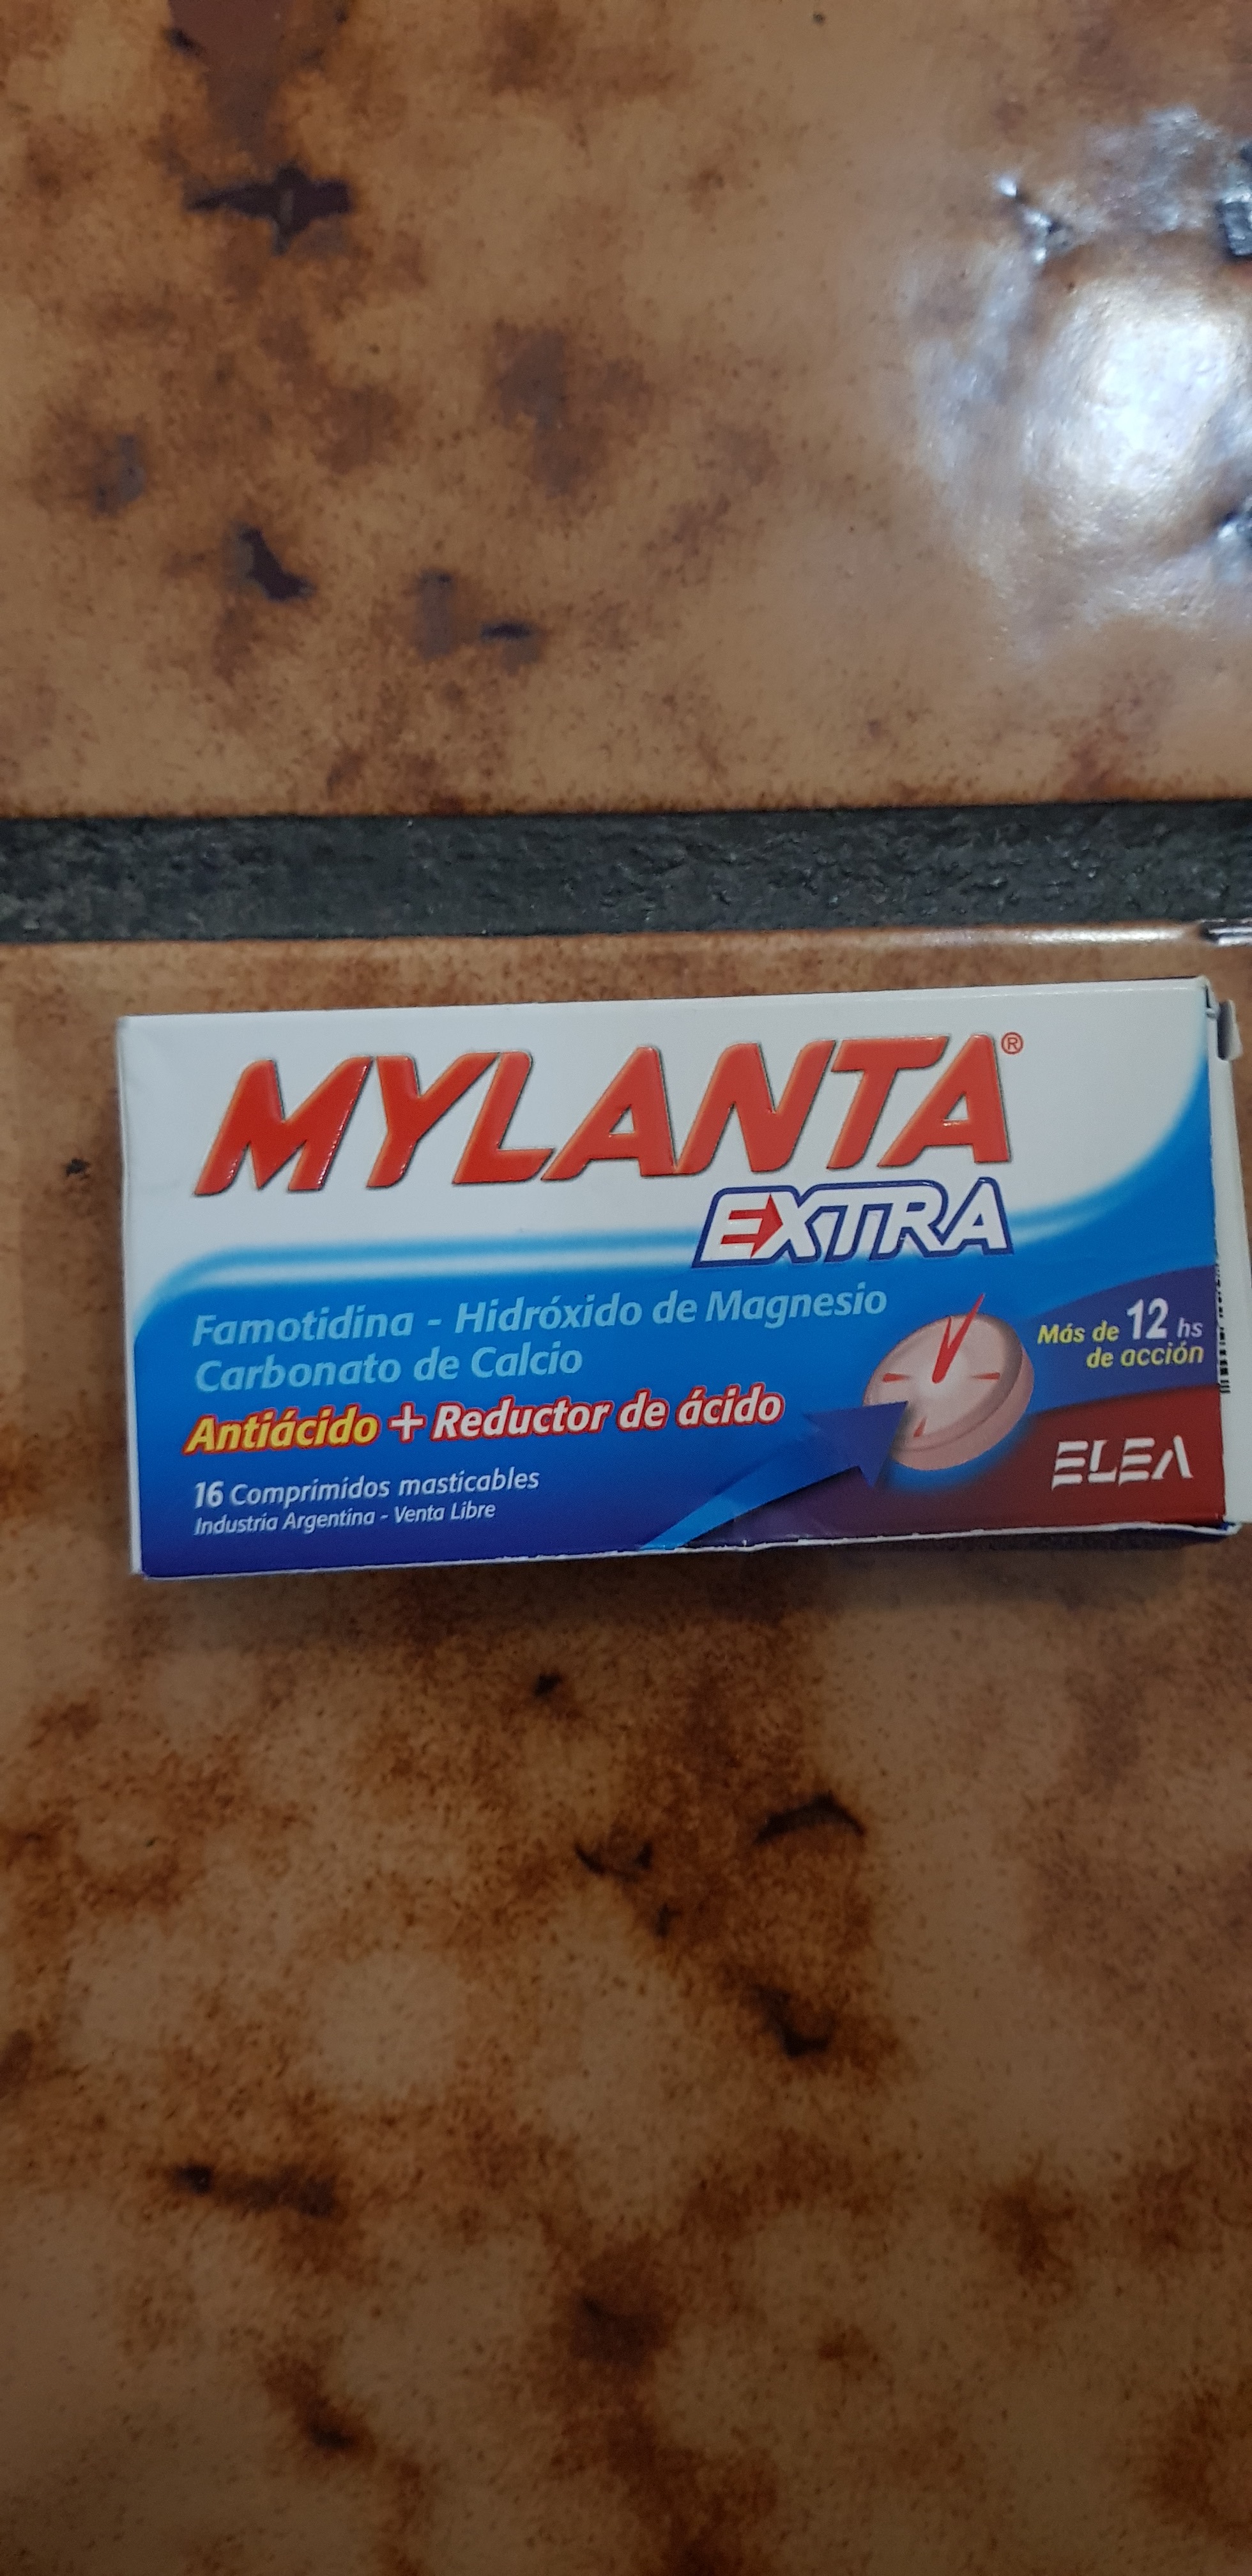 MYLANTA®
EXTRA
Famotidina - Hidróxido de Magnesio
Carbonato de Calcio
Antiácido + Reductor de ácido
16 Comprimidos masticables
Industria Argentina - Venta Libre
Más de 12 hs
de acción
ELEA